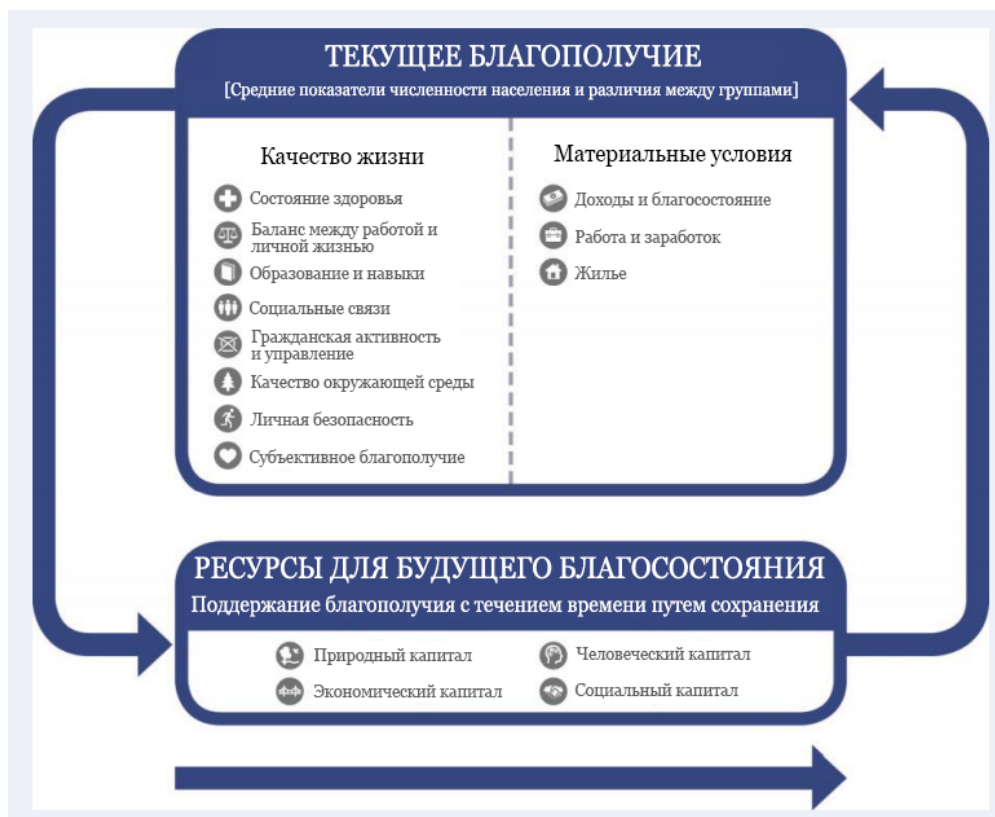 ТЕКУЩЕЕ БЛАГОПОЛУЧИЕ
[Средние показатели численности населения и различия между группами]
Качество жизни
Состояние здоровья
Баланс между работой и
личной жизнью
Образование и навыки
Социальные связи
Гражданская активность
и управление
Качество окружающей среды
Личная безопасность
Субъективное благополучие
Материальные условия
Доходы и благосостояние
Работа и заработок
Жилье
РЕСУРСЫ ДЛЯ БУДУЩЕГО БЛАГОСОСТОЯНИЯ
Поддержание благополучия с течением времени путем сохранения
Природный капитал
Человеческий капитал
Экономический капитал
Социальный капитал